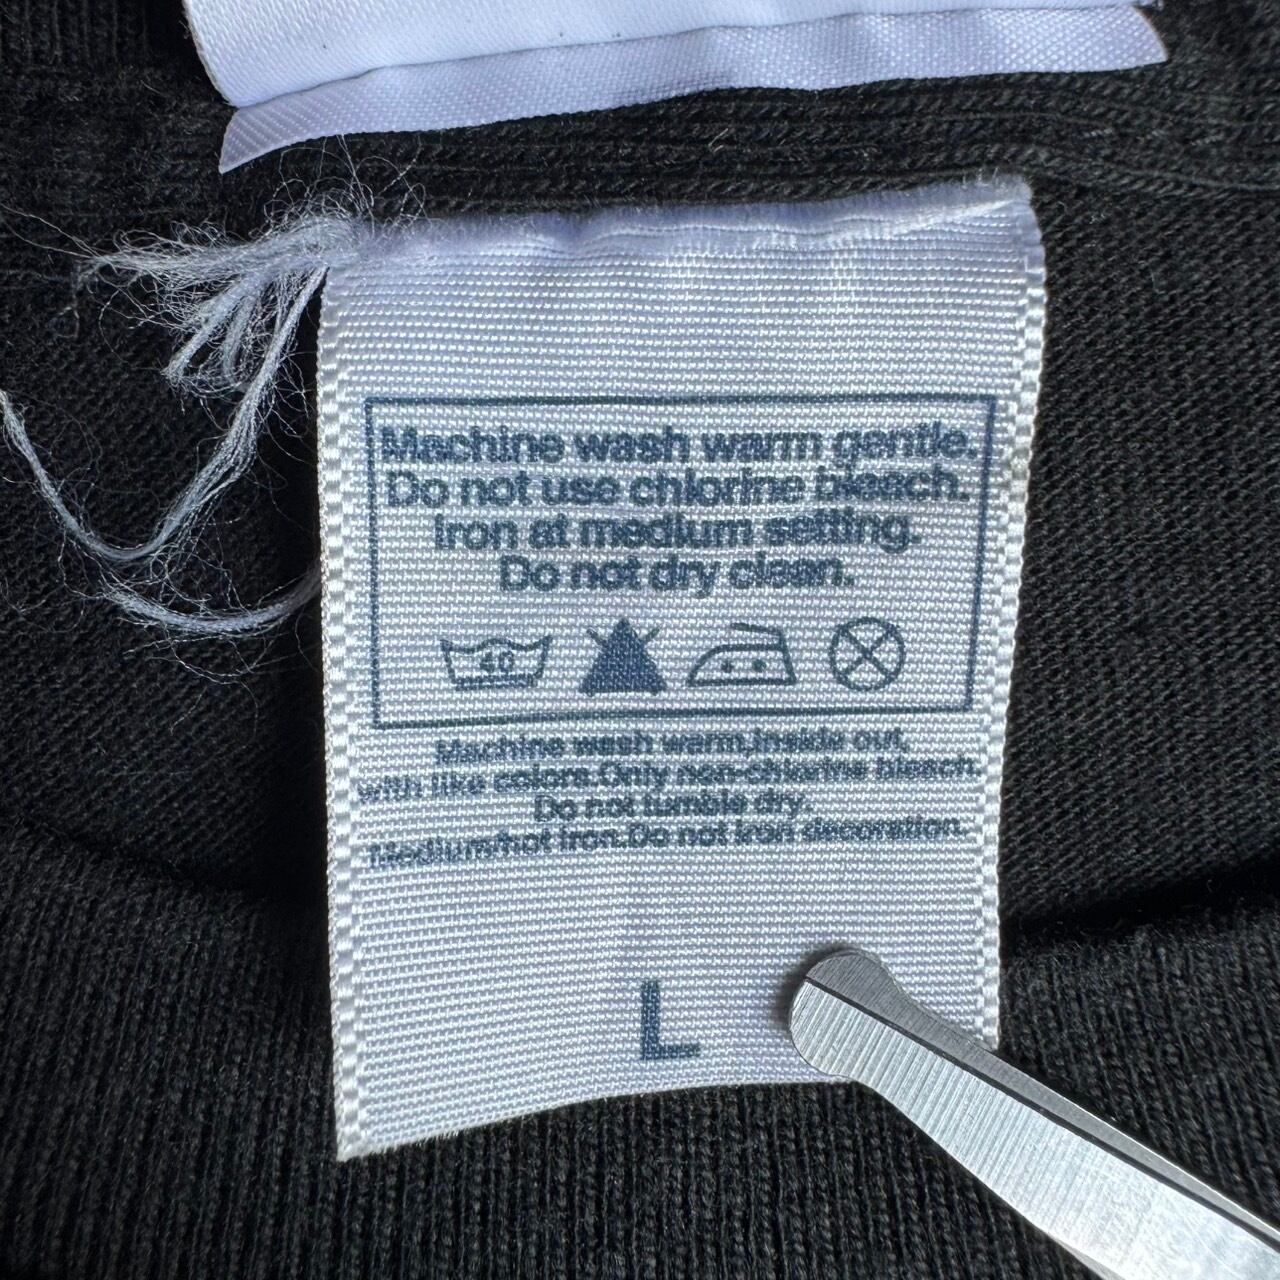 Machine wash warm gentle.
Do not use chlorine bleach.
Iron at medium setting.
Do not dry clean.
40
Machine wash warm,inside out,
with like colors.Only non-chlorine bleach.
Do not tumble dry.
Medium/hot iron.Do not iron decoration.
L